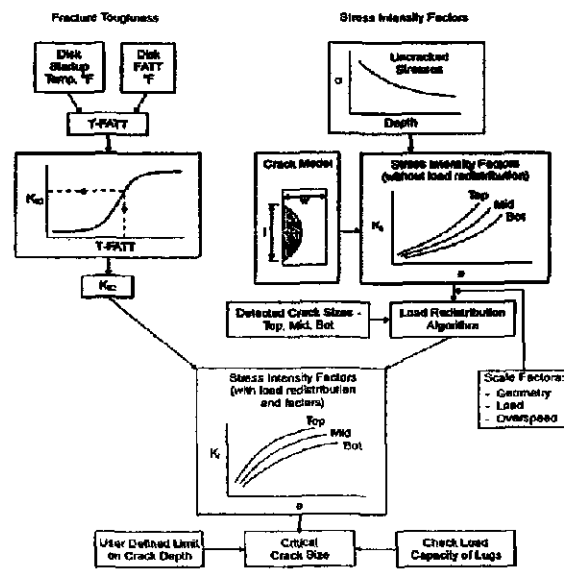 Fracture Toughness
Stress Intensity Factors
Disk
Startup
Temp, °F
Disk
FATT
°F
T-FATT
K_IC
T-FATT
K_IC
Uncracked
Stresses
σ
Depth
Crack Model
W
l
Stress Intensity Factors
(without load redistribution)
Top
Mid
Bot
a
Detected Crack Sizes -
Top, Mid, Bot
Load Redistribution
Algorithm
Scale Factors:
- Geometry
- Load
- Overspeed
Stress Intensity Factors
(with load redistribution
and factors)
Top
Mid
Bot
a
User Defined Limit
on Crack Depth
Critical
Crack Size
Check Load
Capacity of Lugs